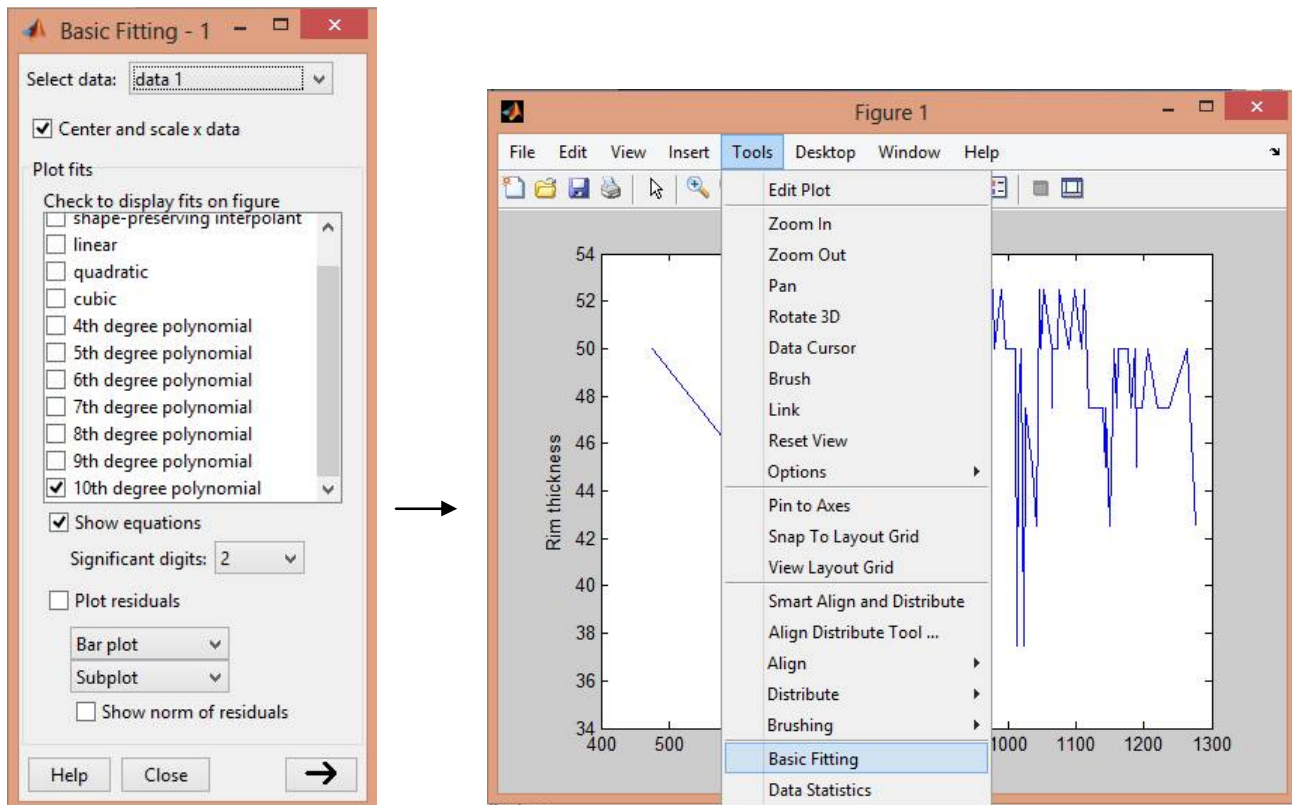 Basic Fitting - 1
Select data: data 1
Center and scale x data
Plot fits
Check to display fits on figure
shape-preserving interpolant
linear
quadratic
cubic
4th degree polynomial
5th degree polynomial
6th degree polynomial
7th degree polynomial
8th degree polynomial
9th degree polynomial
10th degree polynomial
Show equations
Significant digits: 2
Plot residuals
Bar plot
Subplot
Show norm of residuals
Help Close
Figure 1
File Edit View Insert Tools Desktop Window Help
Edit Plot
Zoom In
Zoom Out
Pan
Rotate 3D
Data Cursor
Brush
Link
Reset View
Options
Pin to Axes
Snap To Layout Grid
View Layout Grid
Smart Align and Distribute
Align Distribute Tool ...
Align
Distribute
Brushing
Basic Fitting
Data Statistics
Rim thickness
54
52
50
48
46
44
42
40
38
36
34
400 500 1000 1100 1200 1300